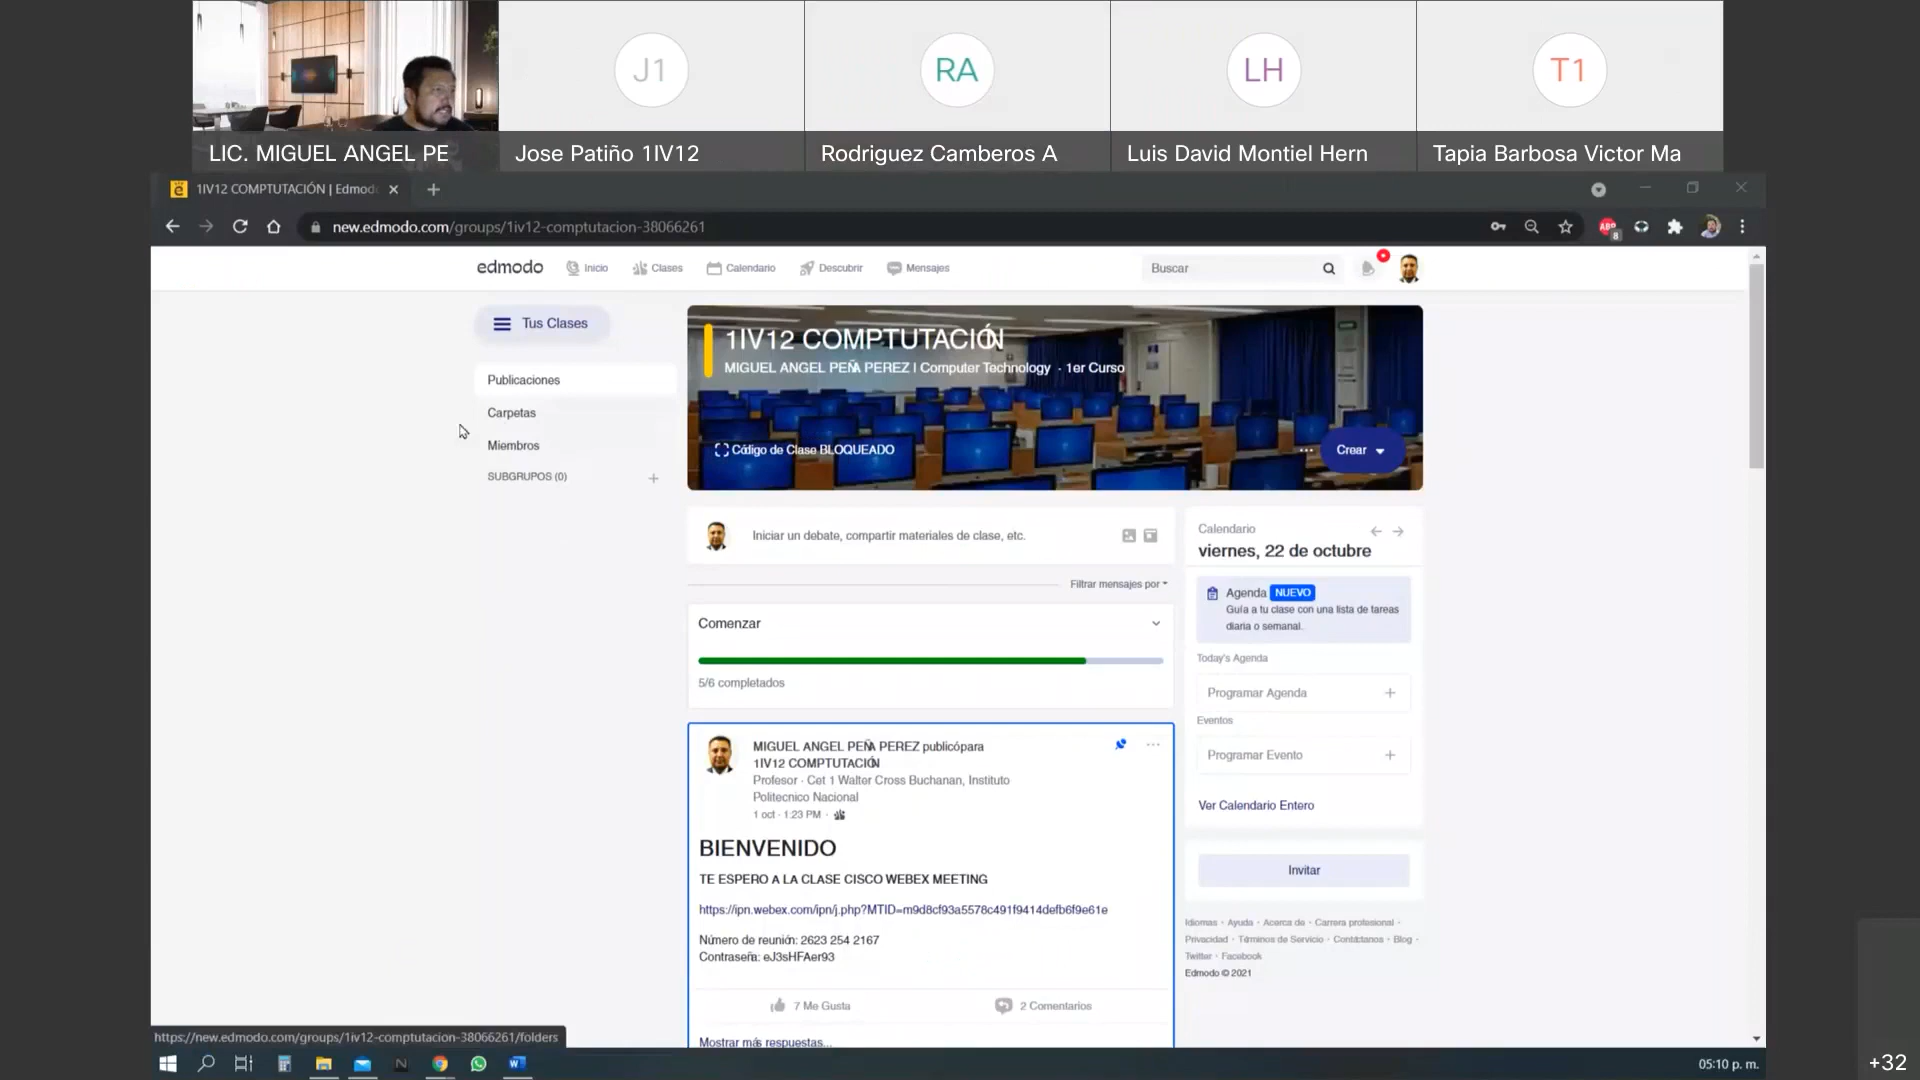 J1
RA
LH
T1
LIC. MIGUEL ANGEL PE
Jose Patiño 1IV12
Rodriguez Camberos A
Luis David Montiel Hern
Tapia Barbosa Victor Ma
1IV12 COMPTUTACIÓN | Edmod
new.edmodo.com/groups/1iv12-comptutacion-38066261
ABP
8
edmodo
Inicio
Clases
Calendario
Descubrir
Mensajes
Buscar
Tus Clases
Publicaciones
Carpetas
Miembros
SUBGRUPOS (0)
1IV12 COMPTUTACIÓN
MIGUEL ANGEL PEÑA PEREZ | Computer Technology · 1er Curso
Código de Clase BLOQUEADO
Crear
Iniciar un debate, compartir materiales de clase, etc.
Filtrar mensajes por
Comenzar
5/6 completados
MIGUEL ANGEL PEÑA PEREZ publicó para
1IV12 COMPTUTACIÓN
Profesor · Cet 1 Walter Cross Buchanan, Instituto
Politecnico Nacional
1 oct · 1:23 PM ·
BIENVENIDO
TE ESPERO A LA CLASE CISCO WEBEX MEETING
https://ipn.webex.com/ipn/j.php?MTID=m9d8cf93a5578c491f9414defb6f9e61e
Número de reunión: 2623 254 2167
Contraseña: eJ3sHFAer93
7 Me Gusta
2 Comentarios
Mostrar más respuestas...
Calendario
viernes, 22 de octubre
Agenda NUEVO
Guía a tu clase con una lista de tareas
diaria o semanal.
Today's Agenda
Programar Agenda
Eventos
Programar Evento
Ver Calendario Entero
Invitar
Idiomas · Ayuda · Acerca de · Carrera profesional ·
Privacidad · Términos de Servicio · Contáctanos · Blog ·
Twitter · Facebook
Edmodo © 2021
https://new.edmodo.com/groups/1iv12-comptutacion-38066261/folders
05:10 p. m.
+32